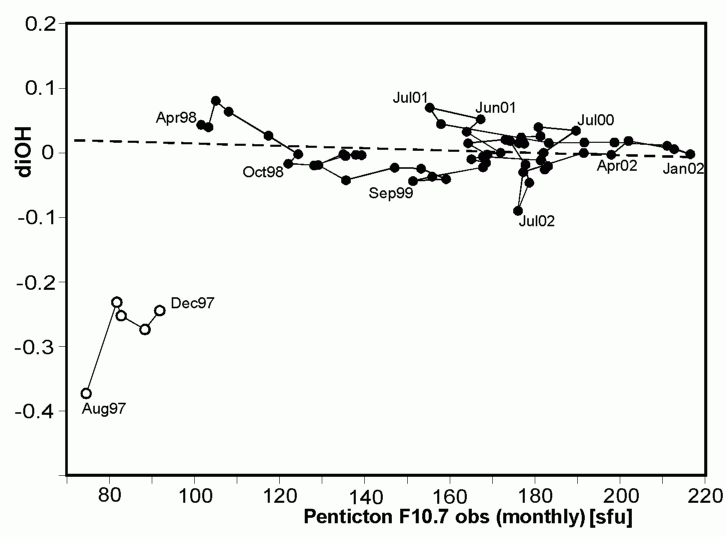 0.2
0.1
0
-0.1
-0.2
-0.3
-0.4
diOH
Jul01
Jun01
Apr98
Jul00
Oct98
Sep99
Apr02
Jan02
Jul02
Dec97
Aug97
80 100 120 140 160 180 200 220
Penticton F10.7 obs (monthly) [sfu]